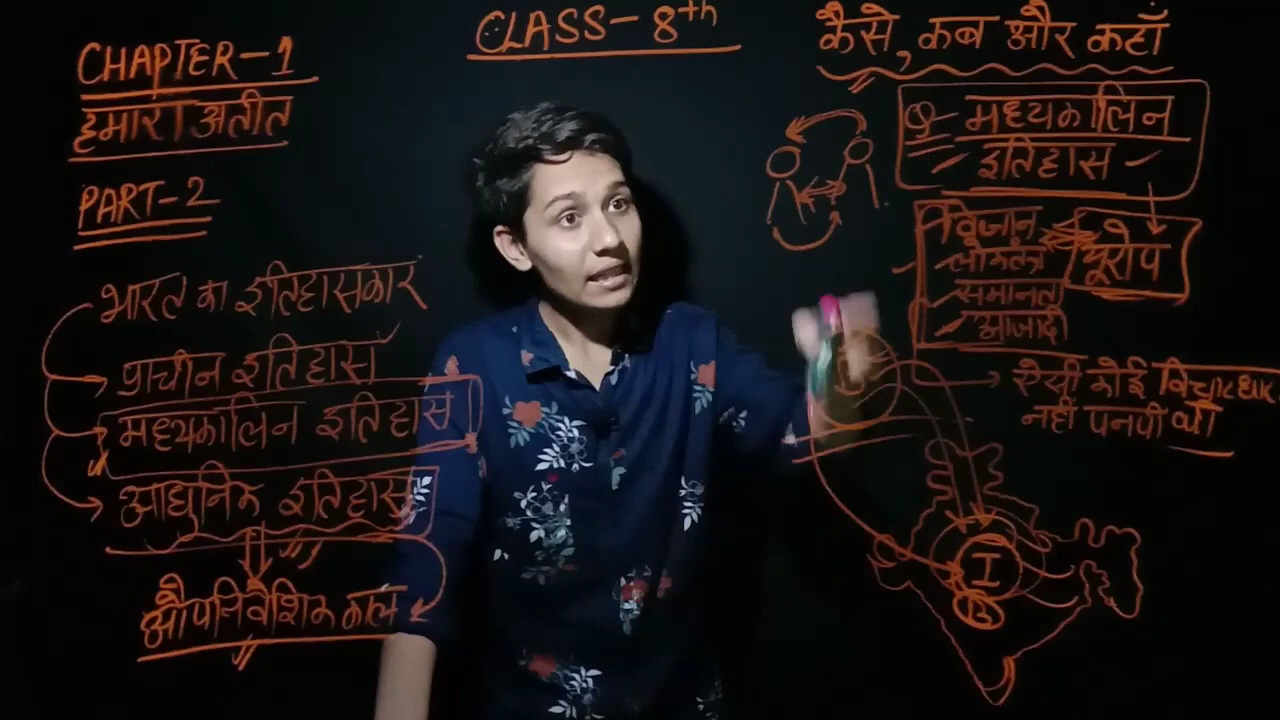 CLASS-8th
CHAPTER-1
हमारा अतीत
PART-2
भारत का इतिहासकार
प्राचीन इतिहास
मध्यकालिन इतिहास
आधुनिक इतिहास
औपनिवेशिक काल
कैसे, कब और कहाँ
मध्यकालिन
इतिहास
विज्ञान
लोकतंत्र
यूरोप
समानता
आजादी
ऐसी कोई विचारधारा
नहीं पनपी थी
I